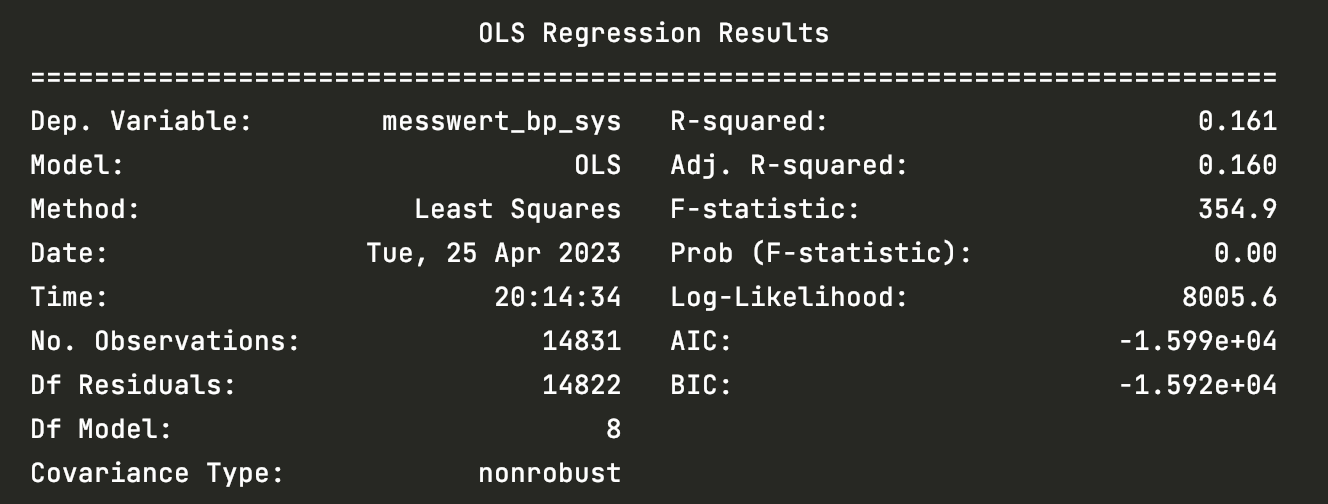 OLS Regression Results
==============================================================================
Dep. Variable: messwert_bp_sys R-squared: 0.161
Model: OLS Adj. R-squared: 0.160
Method: Least Squares F-statistic: 354.9
Date: Tue, 25 Apr 2023 Prob (F-statistic): 0.00
Time: 20:14:34 Log-Likelihood: 8005.6
No. Observations: 14831 AIC: -1.599e+04
Df Residuals: 14822 BIC: -1.592e+04
Df Model: 8
Covariance Type: nonrobust